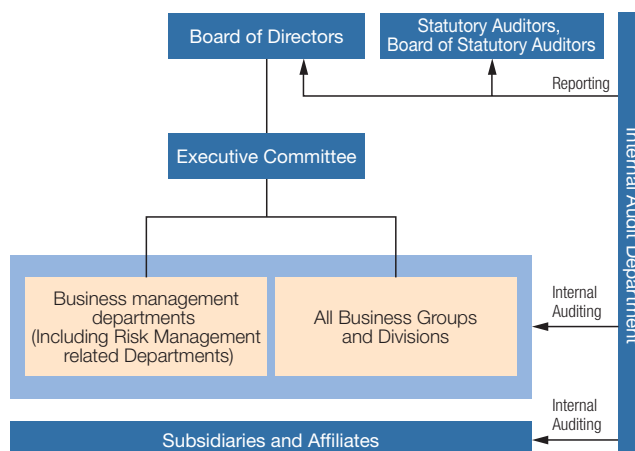 Board of Directors
Statutory Auditors,
Board of Statutory Auditors
Reporting
Executive Committee
Internal Audit Department
Business management
departments
(Including Risk Management
related Departments)
All Business Groups
and Divisions
Internal
Auditing
Internal
Auditing
Subsidiaries and Affiliates